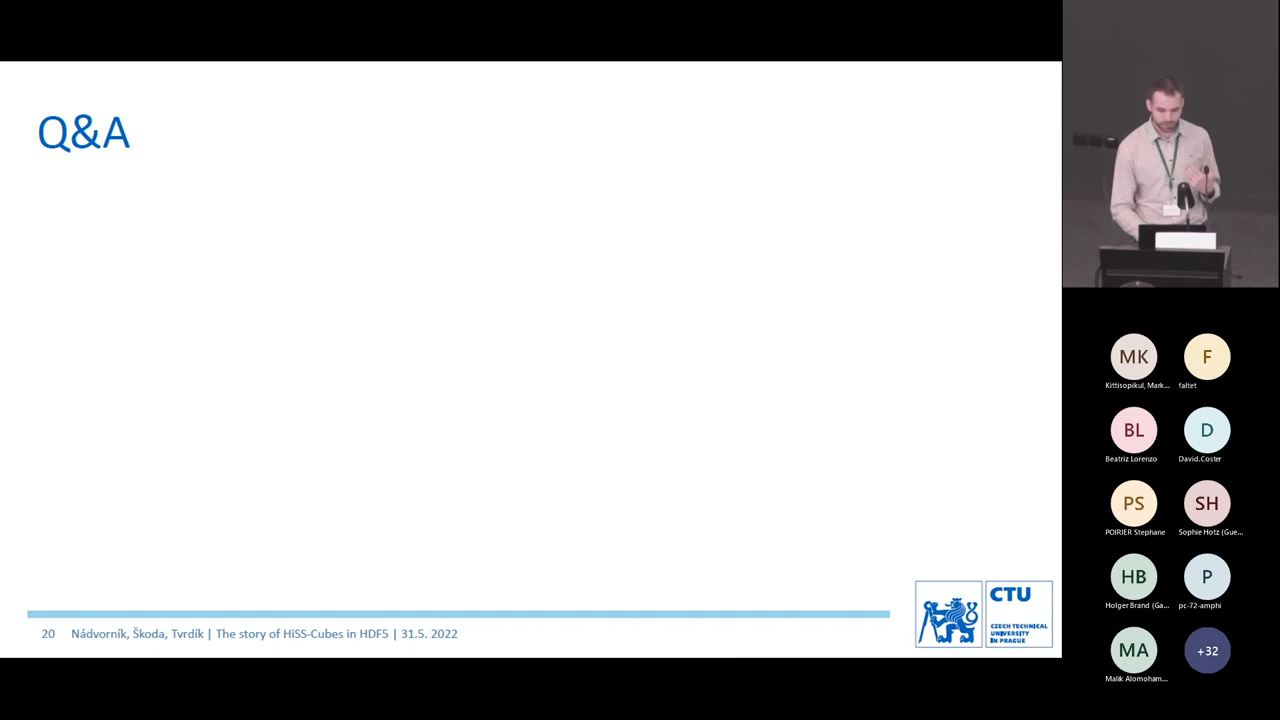 Q&A
20 Nádvorník, Škoda, Tvrdík | The story of HiSS-Cubes in HDF5 | 31.5. 2022
CTU
CZECH TECHNICAL
UNIVERSITY
IN PRAGUE
MK
Kittisopikul, Mark...
F
faltet
BL
Beatriz Lorenzo
D
David.Coster
PS
POIRIER Stephane
SH
Sophie Hotz (Gue...
HB
Holger Brand (Ga...
P
pc-72-amphi
MA
Malik Alomoham...
+32